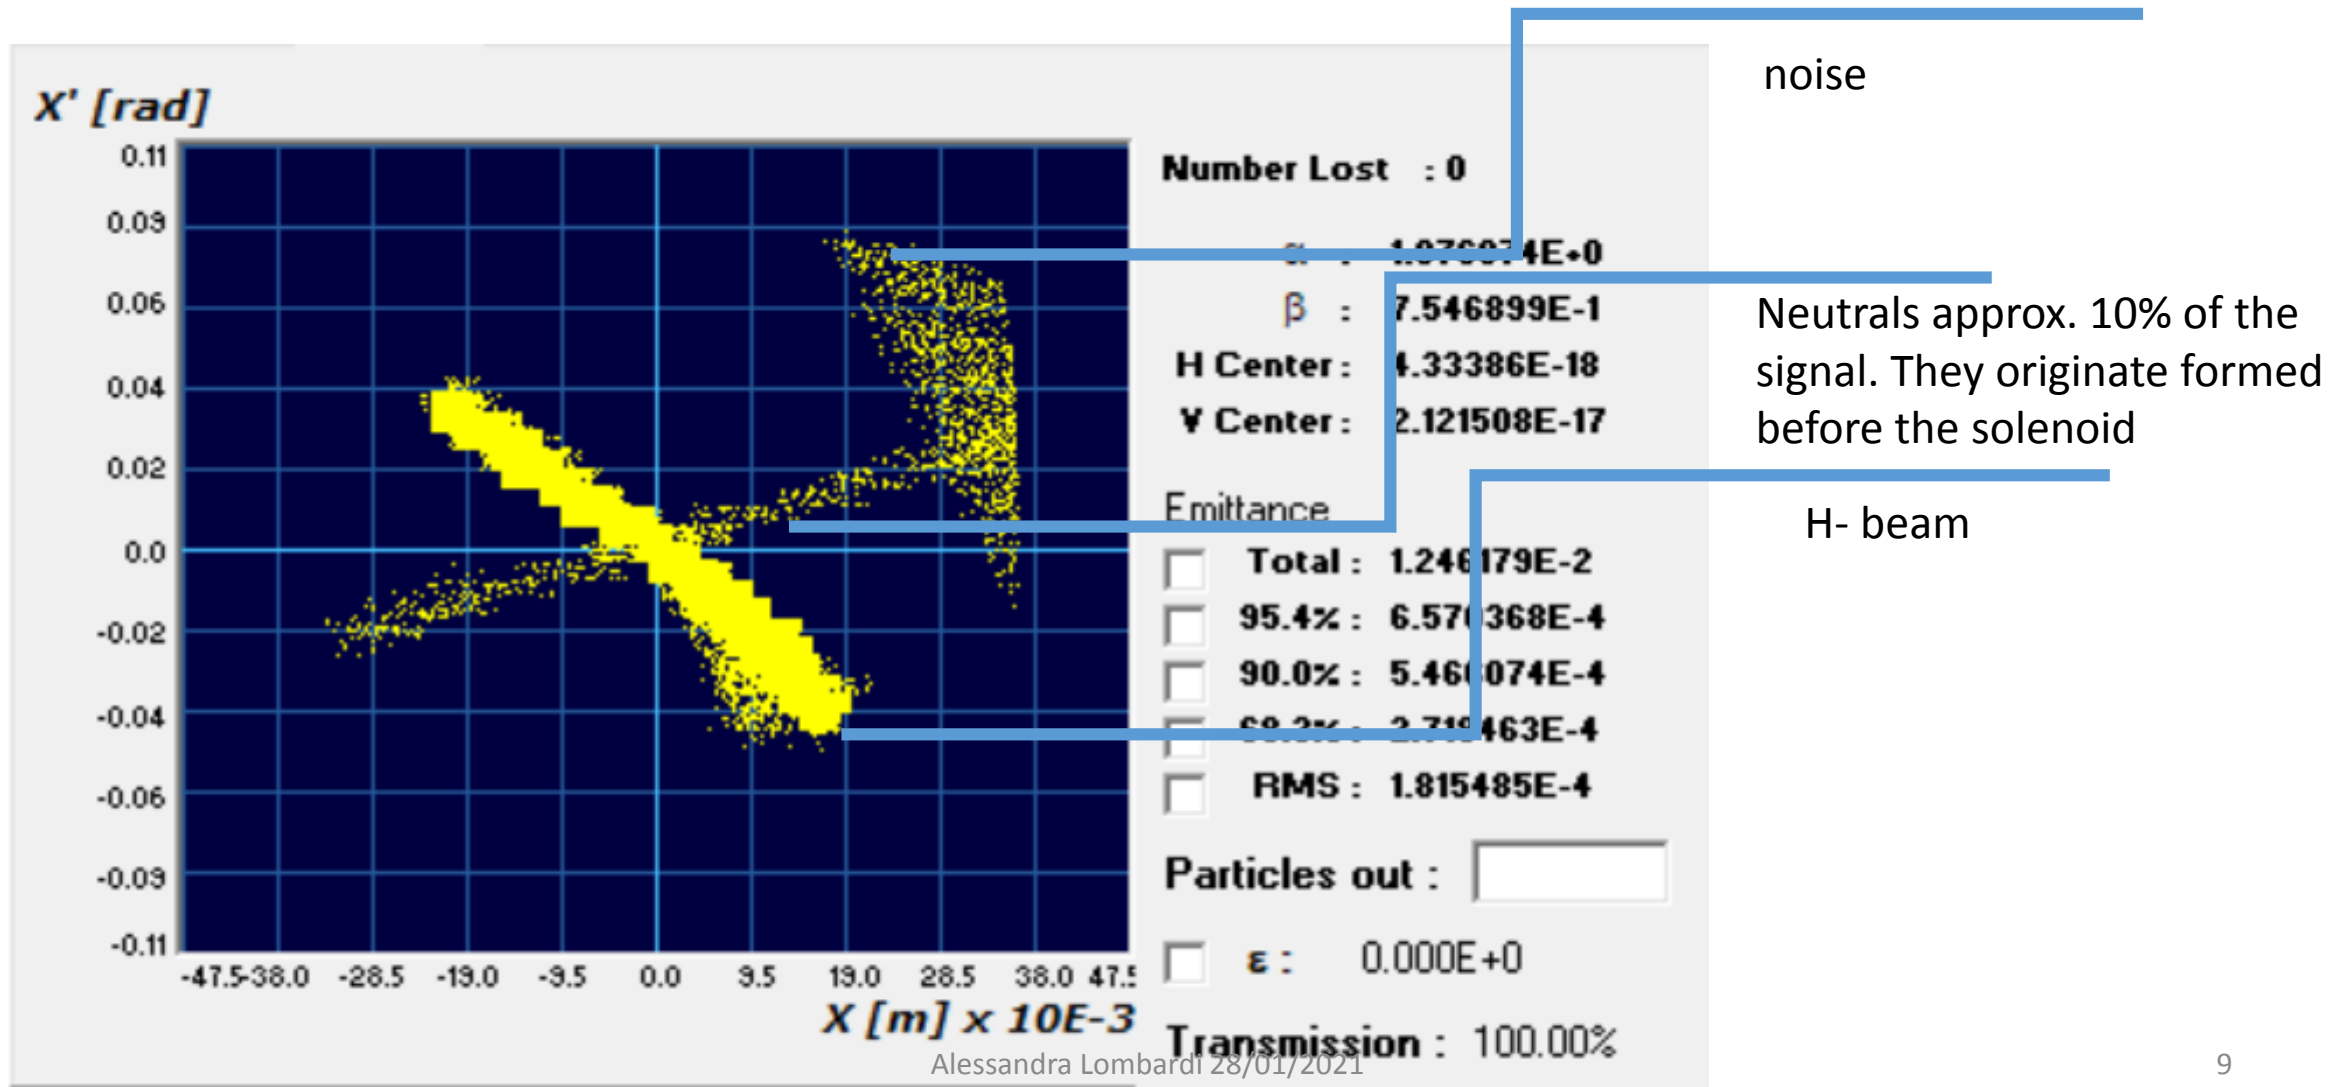 noise
X' [rad]
0.11
0.09
0.06
0.04
0.02
0.0
-0.02
-0.04
-0.06
-0.09
-0.11
-47.5 -38.0 -28.5 -19.0 -9.5 0.0 9.5 19.0 28.5 38.0 47.5
X [m] x 10E-3
Number Lost : 0
α :
β : 7.546899E-1
H Center : 4.33386E-18
V Center : 2.121508E-17
Emittance
Total : 1.246179E-2
95.4% : 6.570368E-4
90.0% :
68.3% :
RMS : 1.815485E-4
Particles out :
ε : 0.000E+0
Transmission : 100.00%
Neutrals approx. 10% of the
signal. They originate formed
before the solenoid
H- beam
Alessandra Lombardi 28/01/2021
9